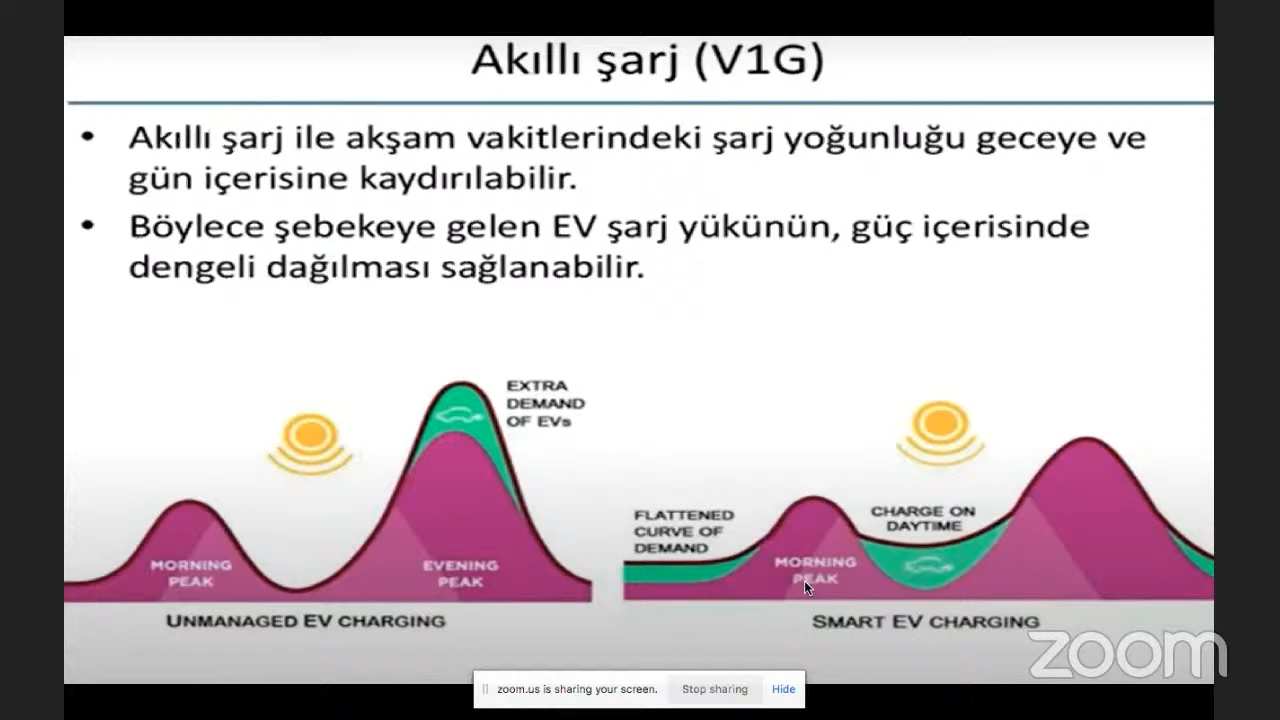 Akıllı şarj (V1G)
• Akıllı şarj ile akşam vakitlerindeki şarj yoğunluğu geceye ve
gün içerisine kaydırılabilir.
• Böylece şebekeye gelen EV şarj yükünün, güç içerisinde
dengeli dağılması sağlanabilir.
EXTRA
DEMAND
OF EVs
MORNING
PEAK
EVENING
PEAK
UNMANAGED EV CHARGING
FLATTENED
CURVE OF
DEMAND
CHARGE ON
DAYTIME
MORNING
PEAK
SMART EV CHARGING
zoom
zoom.us is sharing your screen.
Stop sharing
Hide